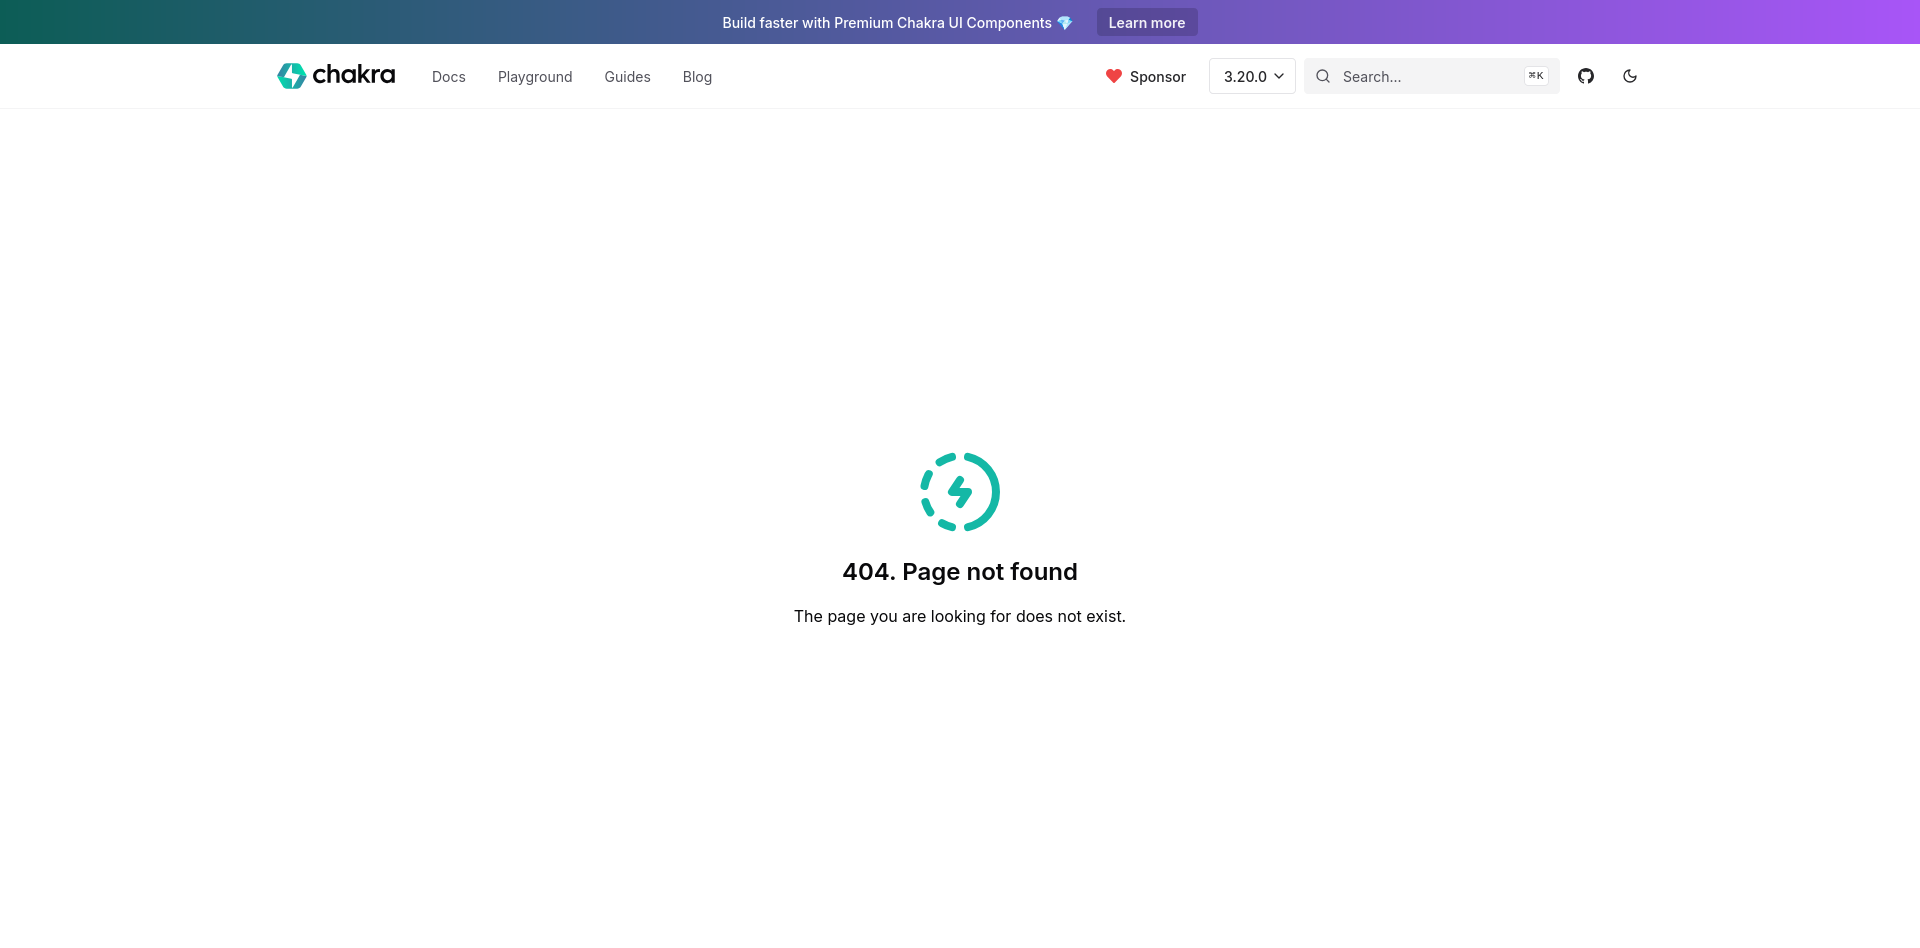 Build faster with Premium Chakra UI Components 💎 Learn more
chakra Docs Playground Guides Blog Sponsor 3.20.0 Search... ⌘K
404. Page not found
The page you are looking for does not exist.